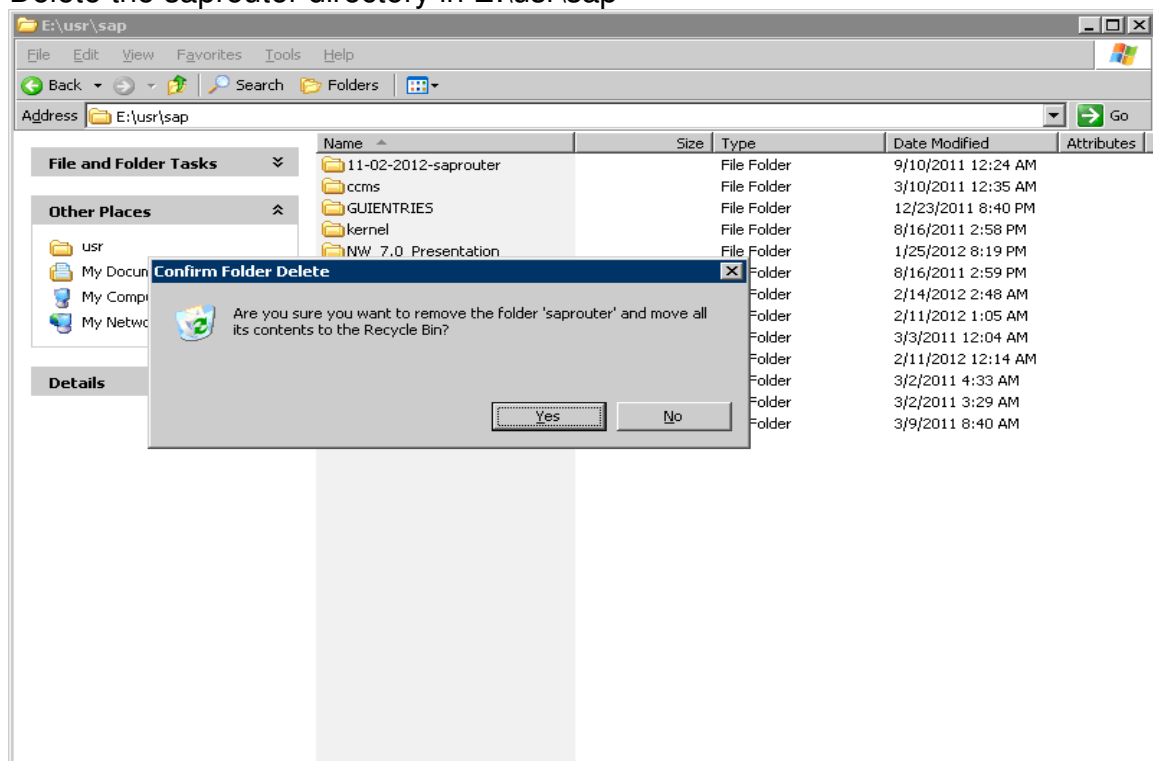 Delete the saprouter directory in E:\usr\sap
E:\usr\sap
File Edit View Favorites Tools Help
Back Search Folders
Address E:\usr\sap Go
Name Size Type Date Modified Attributes
File and Folder Tasks
Other Places
usr
My Docun
My Compu
My Netwo
Details
11-02-2012-saprouter File Folder 9/10/2011 12:24 AM
ccms File Folder 3/10/2011 12:35 AM
GUIENTRIES File Folder 12/23/2011 8:40 PM
kernel File Folder 8/16/2011 2:58 PM
NW_7.0_Presentation File Folder 1/25/2012 8:19 PM
Folder 8/16/2011 2:59 PM
Folder 2/14/2012 2:48 AM
Folder 2/11/2012 1:05 AM
Folder 3/3/2011 12:04 AM
Folder 2/11/2012 12:14 AM
Folder 3/2/2011 4:33 AM
Folder 3/2/2011 3:29 AM
Folder 3/9/2011 8:40 AM
Confirm Folder Delete
Are you sure you want to remove the folder 'saprouter' and move all
its contents to the Recycle Bin?
Yes No